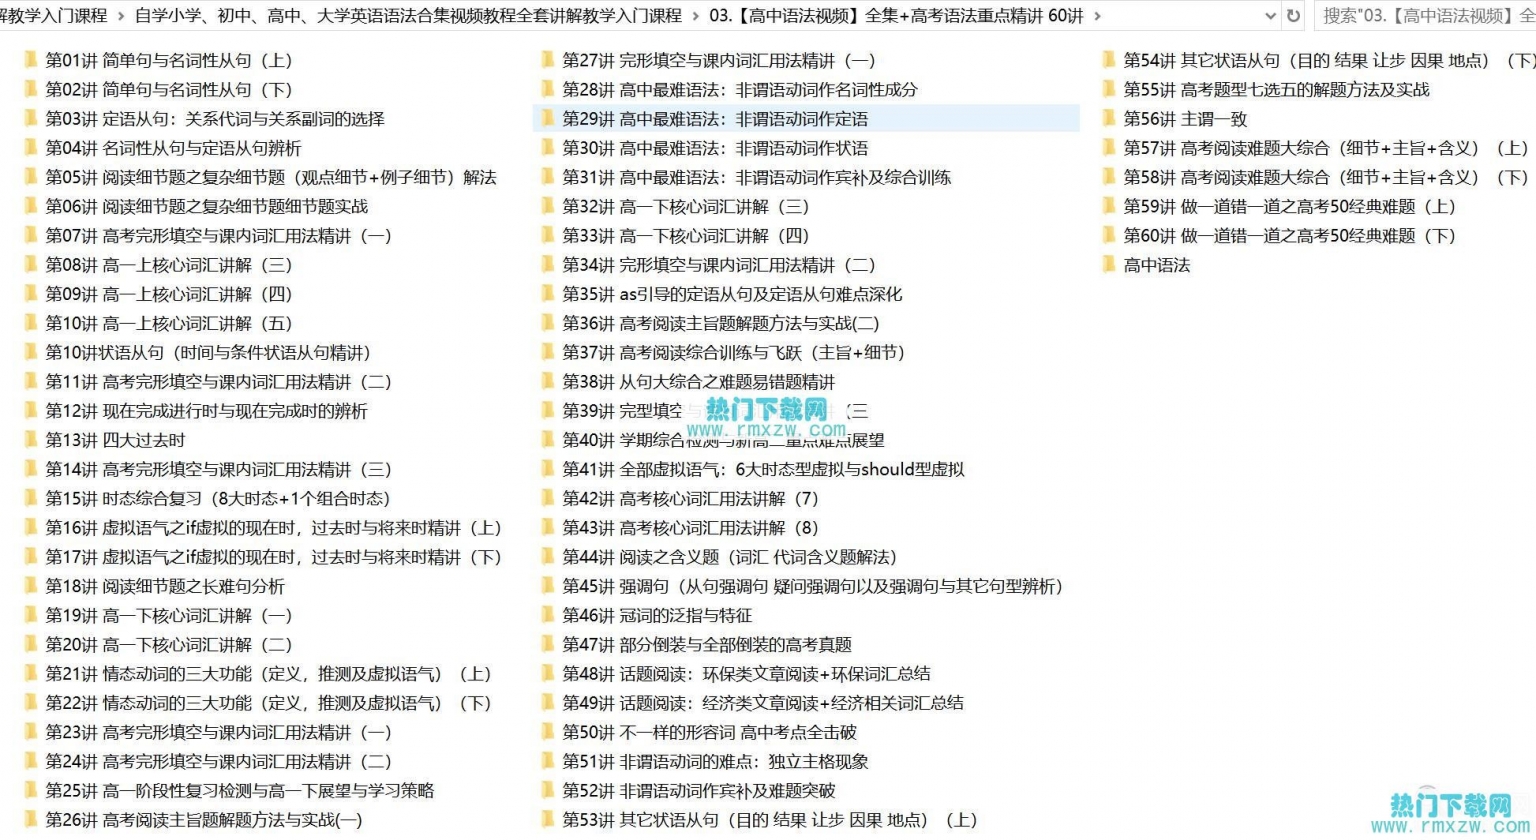 解教学入门课程 › 自学小学、初中、高中、大学英语语法合集视频教程全套讲解教学入门课程 › 03.【高中语法视频】全集+高考语法重点精讲 60讲 ›
搜索"03.【高中语法视频】全
第01讲 简单句与名词性从句（上）
第02讲 简单句与名词性从句（下）
第03讲 定语从句：关系代词与关系副词的选择
第04讲 名词性从句与定语从句辨析
第05讲 阅读细节题之复杂细节题（观点细节+例子细节）解法
第06讲 阅读细节题之复杂细节题细节题实战
第07讲 高考完形填空与课内词汇用法精讲（一）
第08讲 高一上核心词汇讲解（三）
第09讲 高一上核心词汇讲解（四）
第10讲 高一上核心词汇讲解（五）
第10讲状语从句（时间与条件状语从句精讲）
第11讲 高考完形填空与课内词汇用法精讲（二）
第12讲 现在完成进行时与现在完成时的辨析
第13讲 四大过去时
第14讲 高考完形填空与课内词汇用法精讲（三）
第15讲 时态综合复习（8大时态+1个组合时态）
第16讲 虚拟语气之if虚拟的现在时，过去时与将来时精讲（上）
第17讲 虚拟语气之if虚拟的现在时，过去时与将来时精讲（下）
第18讲 阅读细节题之长难句分析
第19讲 高一下核心词汇讲解（一）
第20讲 高一下核心词汇讲解（二）
第21讲 情态动词的三大功能（定义，推测及虚拟语气）（上）
第22讲 情态动词的三大功能（定义，推测及虚拟语气）（下）
第23讲 高考完形填空与课内词汇用法精讲（一）
第24讲 高考完形填空与课内词汇用法精讲（二）
第25讲 高一阶段性复习检测与高一下展望与学习策略
第26讲 高考阅读主旨题解题方法与实战(一)
第27讲 完形填空与课内词汇用法精讲（一）
第28讲 高中最难语法：非谓语动词作名词性成分
第29讲 高中最难语法：非谓语动词作定语
第30讲 高中最难语法：非谓语动词作状语
第31讲 高中最难语法：非谓语动词作宾补及综合训练
第32讲 高一下核心词汇讲解（三）
第33讲 高一下核心词汇讲解（四）
第34讲 完形填空与课内词汇用法精讲（二）
第35讲 as引导的定语从句及定语从句难点深化
第36讲 高考阅读主旨题解题方法与实战(二)
第37讲 高考阅读综合训练与飞跃（主旨+细节）
第38讲 从句大综合之难题易错题精讲
第39讲 完型填空与 讲（三
第40讲 学期综合检测与新高二重点难点展望
第41讲 全部虚拟语气：6大时态型虚拟与should型虚拟
第42讲 高考核心词汇用法讲解（7）
第43讲 高考核心词汇用法讲解（8）
第44讲 阅读之含义题（词汇 代词含义题解法）
第45讲 强调句（从句强调句 疑问强调句以及强调句与其它句型辨析）
第46讲 冠词的泛指与特征
第47讲 部分倒装与全部倒装的高考真题
第48讲 话题阅读：环保类文章阅读+环保词汇总结
第49讲 话题阅读：经济类文章阅读+经济相关词汇总结
第50讲 不一样的形容词 高中考点全击破
第51讲 非谓语动词的难点：独立主格现象
第52讲 非谓语动词作宾补及难题突破
第53讲 其它状语从句（目的 结果 让步 因果 地点）（上）
第54讲 其它状语从句（目的 结果 让步 因果 地点）（下）
第55讲 高考题型七选五的解题方法及实战
第56讲 主谓一致
第57讲 高考阅读难题大综合（细节+主旨+含义）（上）
第58讲 高考阅读难题大综合（细节+主旨+含义）（下）
第59讲 做一道错一道之高考50经典难题（上）
第60讲 做一道错一道之高考50经典难题（下）
高中语法
热门下载网
www.rmxzw.com
热门下载网
www.rmxzw.com